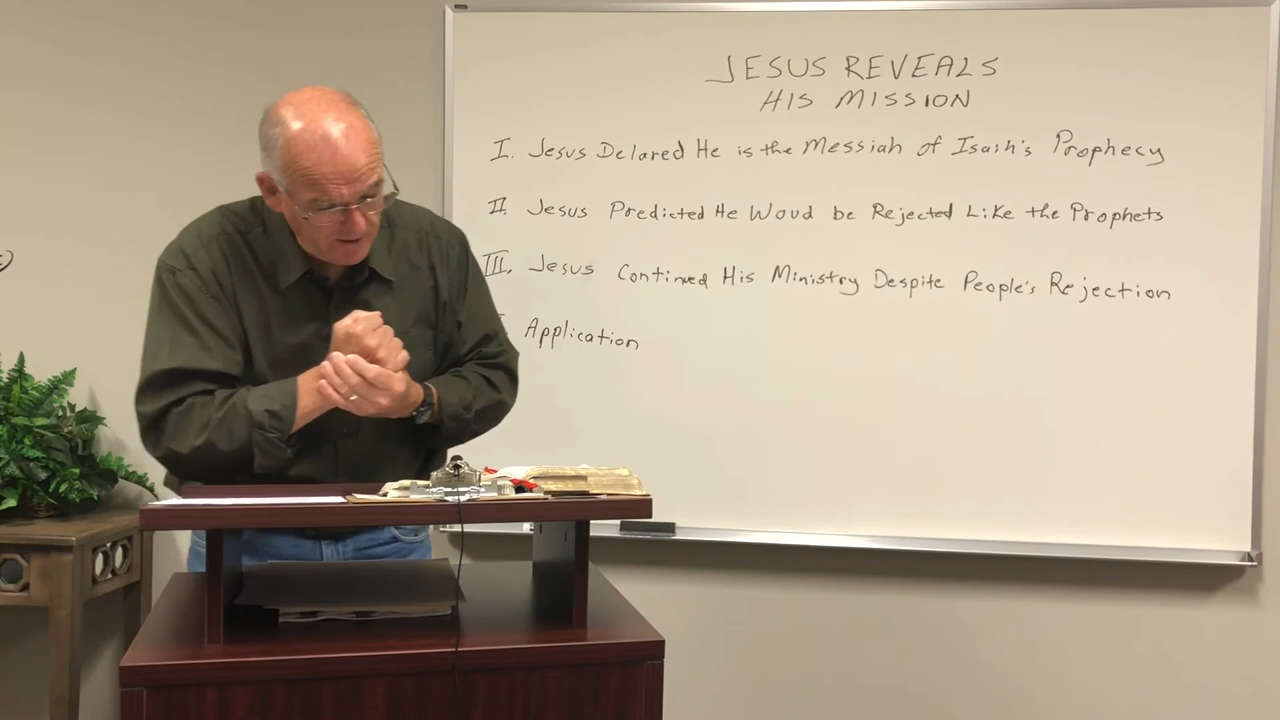 JESUS REVEALS
HIS MISSION
I. Jesus Delared He is the Messiah of Isaih's Prophecy
II. Jesus Predicted He Woud be Rejected Like the Prophets
III. Jesus Continued His Ministry Despite People's Rejection
Application